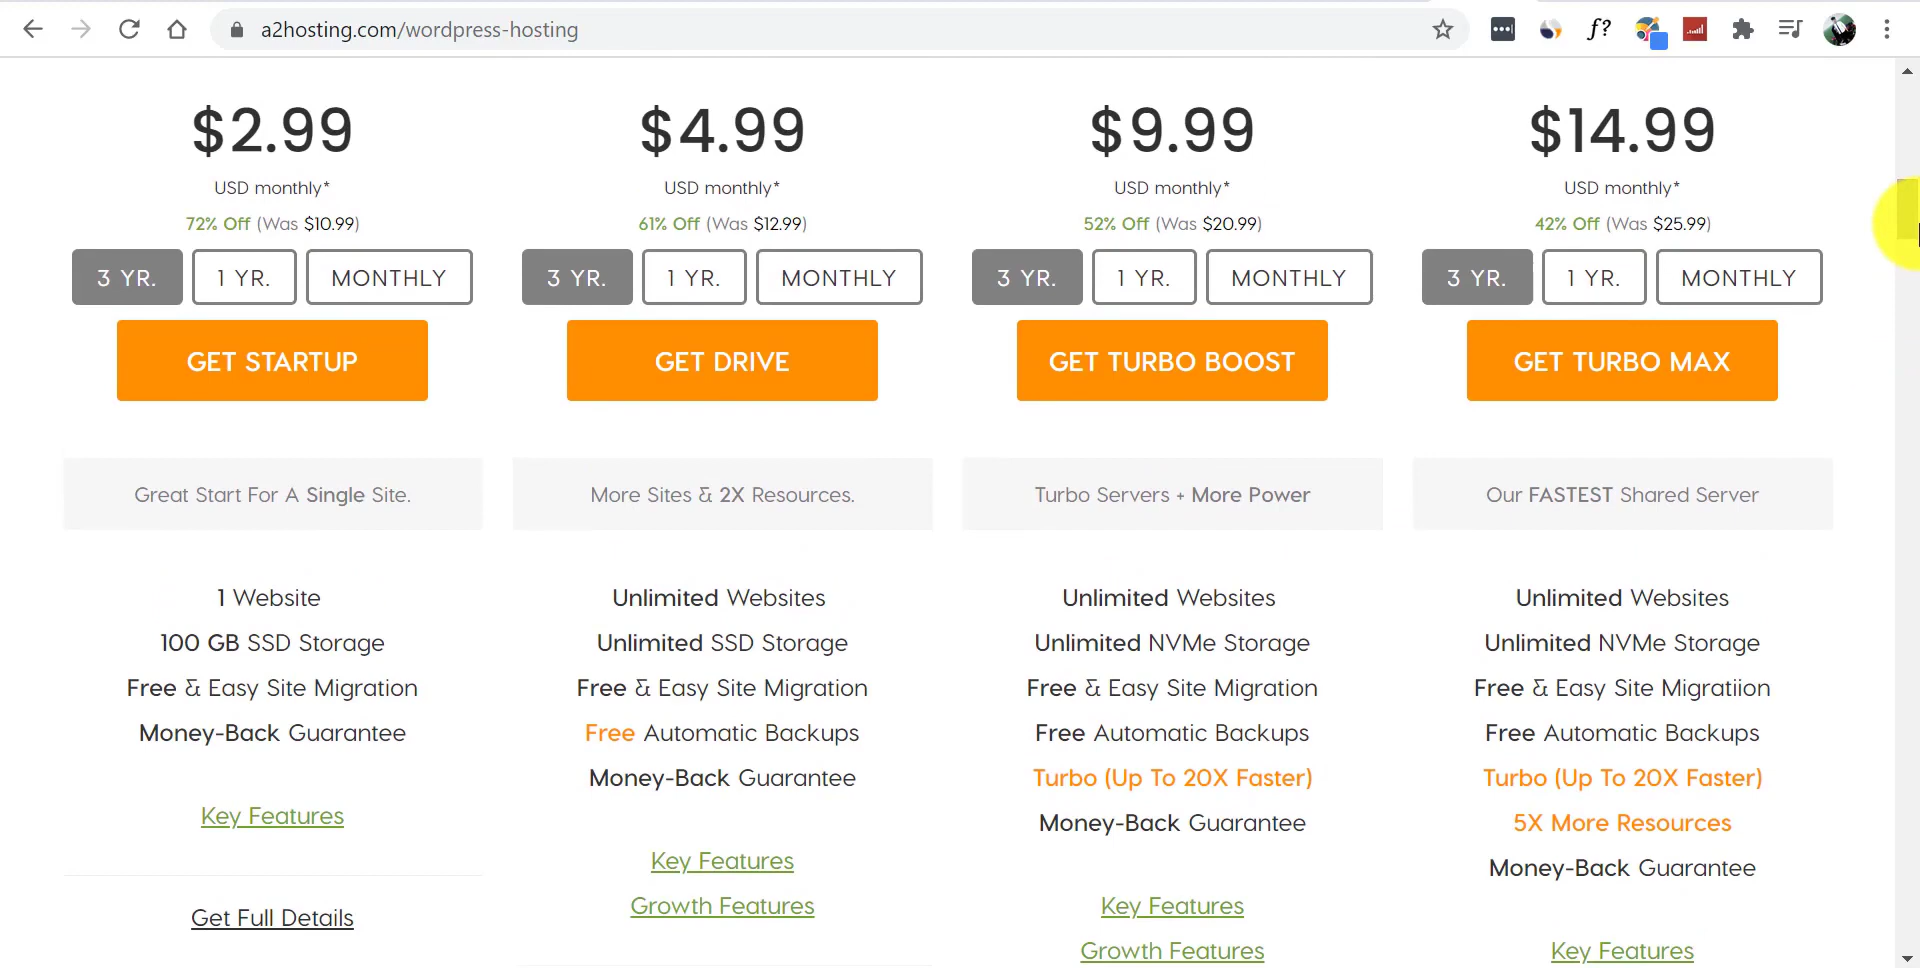 a2hosting.com/wordpress-hosting
f?
$2.99
USD monthly*
72% Off (Was $10.99)
3 YR.
1 YR.
MONTHLY
GET STARTUP
Great Start For A Single Site.
1 Website
100 GB SSD Storage
Free & Easy Site Migration
Money-Back Guarantee
Key Features
Get Full Details
$4.99
USD monthly*
61% Off (Was $12.99)
3 YR.
1 YR.
MONTHLY
GET DRIVE
More Sites & 2X Resources.
Unlimited Websites
Unlimited SSD Storage
Free & Easy Site Migration
Free Automatic Backups
Money-Back Guarantee
Key Features
Growth Features
$9.99
USD monthly*
52% Off (Was $20.99)
3 YR.
1 YR.
MONTHLY
GET TURBO BOOST
Turbo Servers + More Power
Unlimited Websites
Unlimited NVMe Storage
Free & Easy Site Migration
Free Automatic Backups
Turbo (Up To 20X Faster)
Money-Back Guarantee
Key Features
Growth Features
$14.99
USD monthly*
42% Off (Was $25.99)
3 YR.
1 YR.
MONTHLY
GET TURBO MAX
Our FASTEST Shared Server
Unlimited Websites
Unlimited NVMe Storage
Free & Easy Site Migratiion
Free Automatic Backups
Turbo (Up To 20X Faster)
5X More Resources
Money-Back Guarantee
Key Features